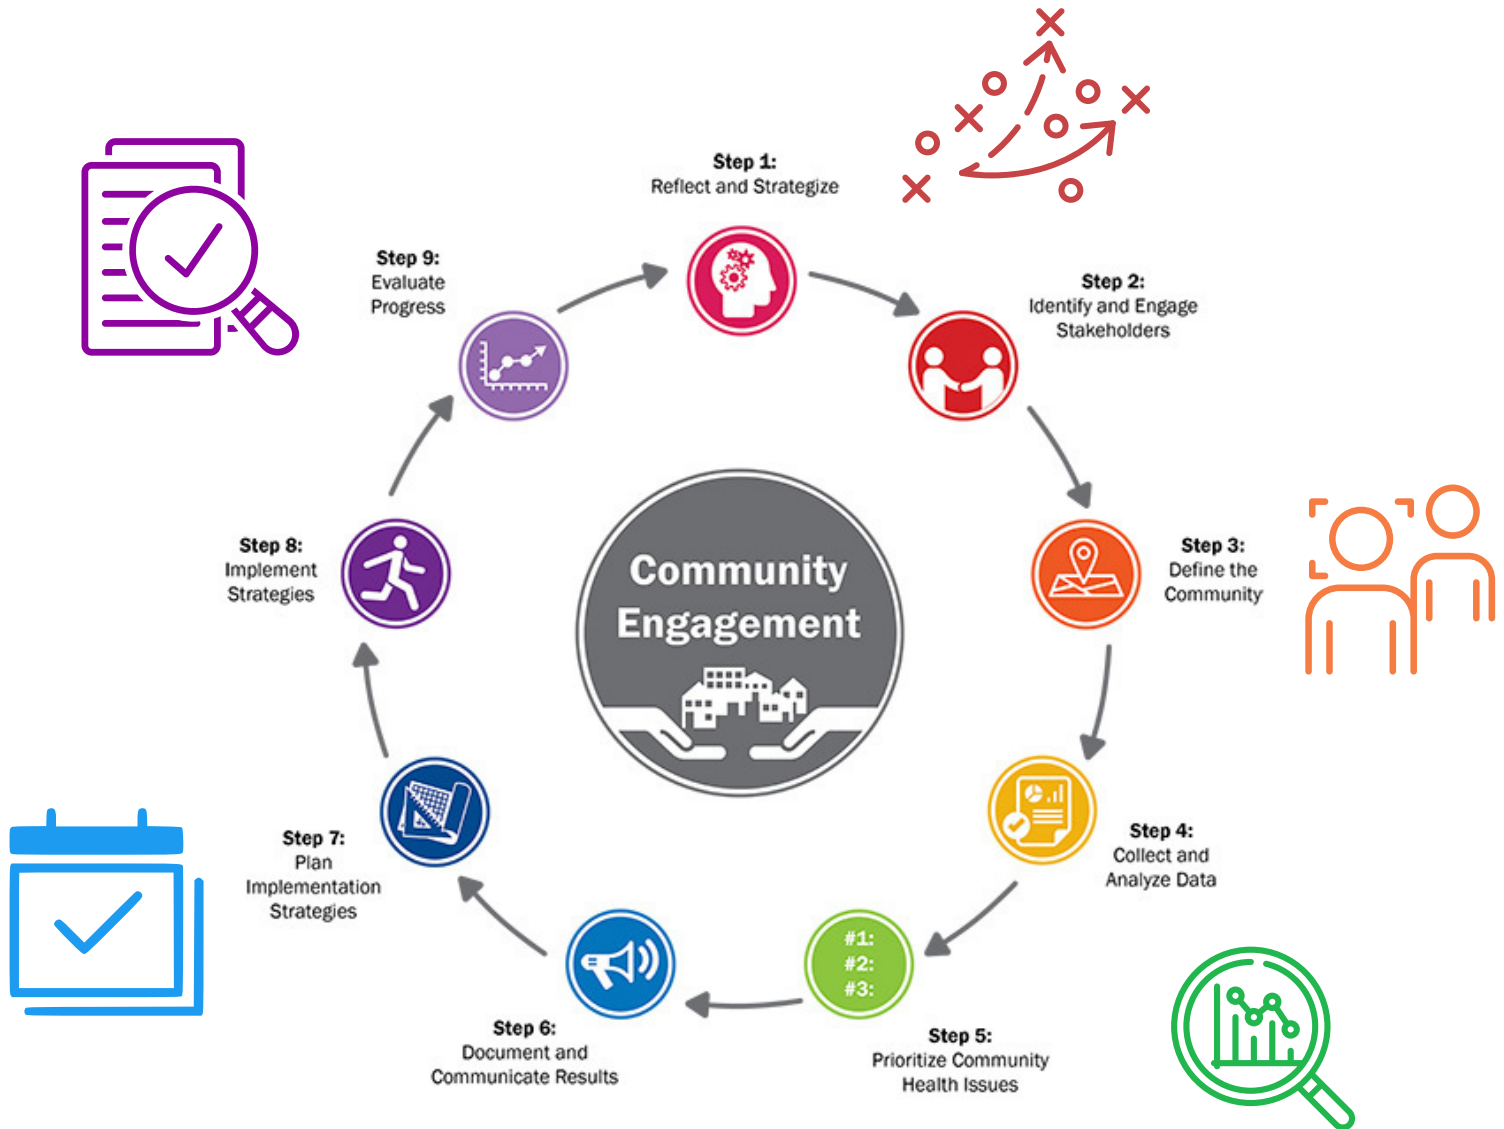 Step 1:
Reflect and Strategize
Step 2:
Identify and Engage
Stakeholders
Step 3:
Define the
Community
Step 4:
Collect and
Analyze Data
#1:
#2:
#3:
Step 5:
Prioritize Community
Health Issues
Step 6:
Document and
Communicate Results
Step 7:
Plan
Implementation
Strategies
Step 8:
Implement
Strategies
Step 9:
Evaluate
Progress
Community
Engagement